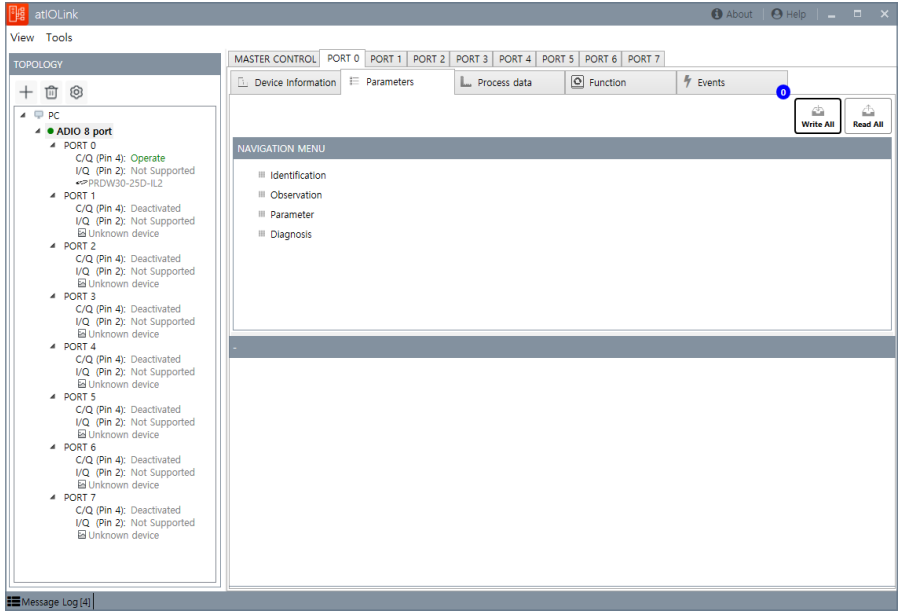 atIOLink
About
Help
View Tools
TOPOLOGY
PC
ADIO 8 port
PORT 0
C/Q (Pin 4): Operate
I/Q (Pin 2): Not Supported
PRDW30-25D-IL2
PORT 1
C/Q (Pin 4): Deactivated
I/Q (Pin 2): Not Supported
Unknown device
PORT 2
C/Q (Pin 4): Deactivated
I/Q (Pin 2): Not Supported
Unknown device
PORT 3
C/Q (Pin 4): Deactivated
I/Q (Pin 2): Not Supported
Unknown device
PORT 4
C/Q (Pin 4): Deactivated
I/Q (Pin 2): Not Supported
Unknown device
PORT 5
C/Q (Pin 4): Deactivated
I/Q (Pin 2): Not Supported
Unknown device
PORT 6
C/Q (Pin 4): Deactivated
I/Q (Pin 2): Not Supported
Unknown device
PORT 7
C/Q (Pin 4): Deactivated
I/Q (Pin 2): Not Supported
Unknown device
MASTER CONTROL PORT 0 PORT 1 PORT 2 PORT 3 PORT 4 PORT 5 PORT 6 PORT 7
Device Information Parameters Process data Function Events
0
Write All Read All
NAVIGATION MENU
Identification
Observation
Parameter
Diagnosis
-
Message Log[4]